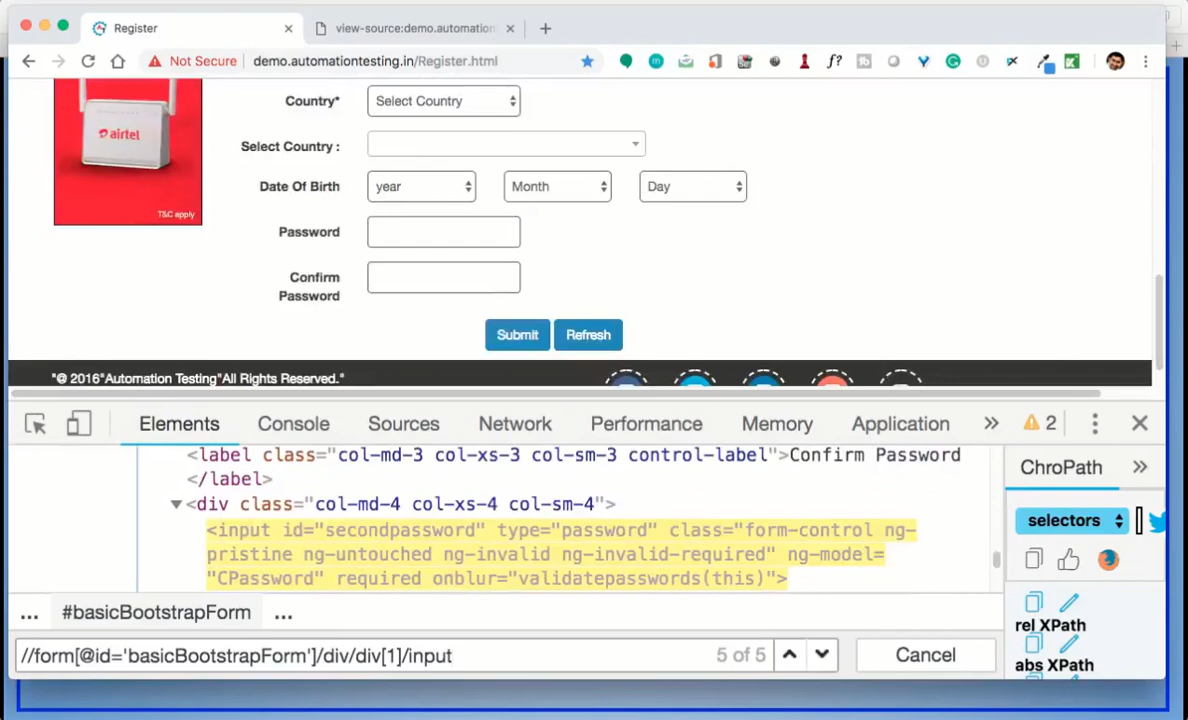 Register
view-source:demo.automation
Not Secure demo.automationtesting.in/Register.html
f?
airtel
T&C apply
Country* Select Country
Select Country :
Date Of Birth year Month Day
Password
Confirm
Password
Submit Refresh
"@ 2016"Automation Testing"All Rights Reserved."
Elements Console Sources Network Performance Memory Application » 2
<label class="col-md-3 col-xs-3 col-sm-3 control-label">Confirm Password
</label>
<div class="col-md-4 col-xs-4 col-sm-4">
<input id="secondpassword" type="password" class="form-control ng-
pristine ng-untouched ng-invalid ng-invalid-required" ng-model=
"CPassword" required onblur="validatepasswords(this)">
ChroPath »
selectors
rel XPath
abs XPath
... #basicBootstrapForm ...
//form[@id='basicBootstrapForm']/div/div[1]/input 5 of 5 Cancel